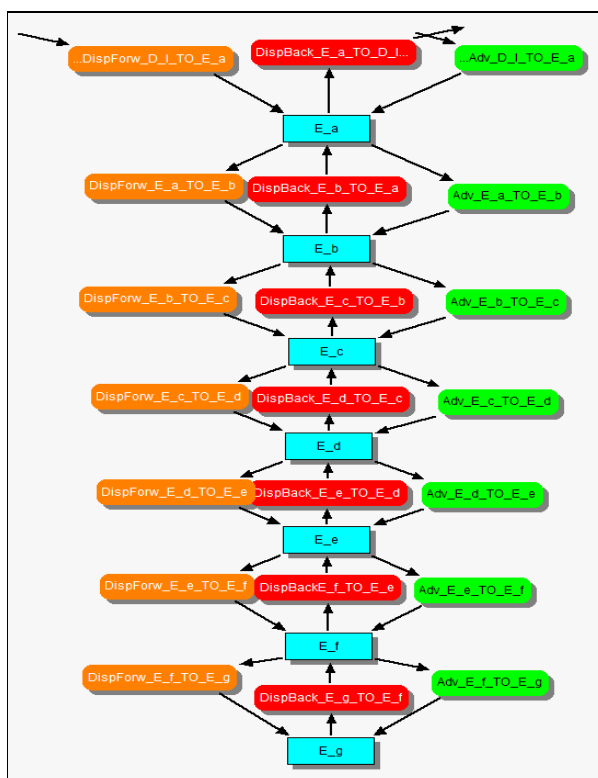 ...DispForw_D_I_TO_E_a
DispBack_E_a_TO_D_I...
...Adv_D_I_TO_E_a
E_a
DispForw_E_a_TO_E_b
DispBack_E_b_TO_E_a
Adv_E_a_TO_E_b
E_b
DispForw_E_b_TO_E_c
DispBack_E_c_TO_E_b
Adv_E_b_TO_E_c
E_c
DispForw_E_c_TO_E_d
DispBack_E_d_TO_E_c
Adv_E_c_TO_E_d
E_d
DispForw_E_d_TO_E_e
DispBack_E_e_TO_E_d
Adv_E_d_TO_E_e
E_e
DispForw_E_e_TO_E_f
DispBackE_f_TO_E_e
Adv_E_e_TO_E_f
E_f
DispForw_E_f_TO_E_g
DispBack_E_g_TO_E_f
Adv_E_f_TO_E_g
E_g